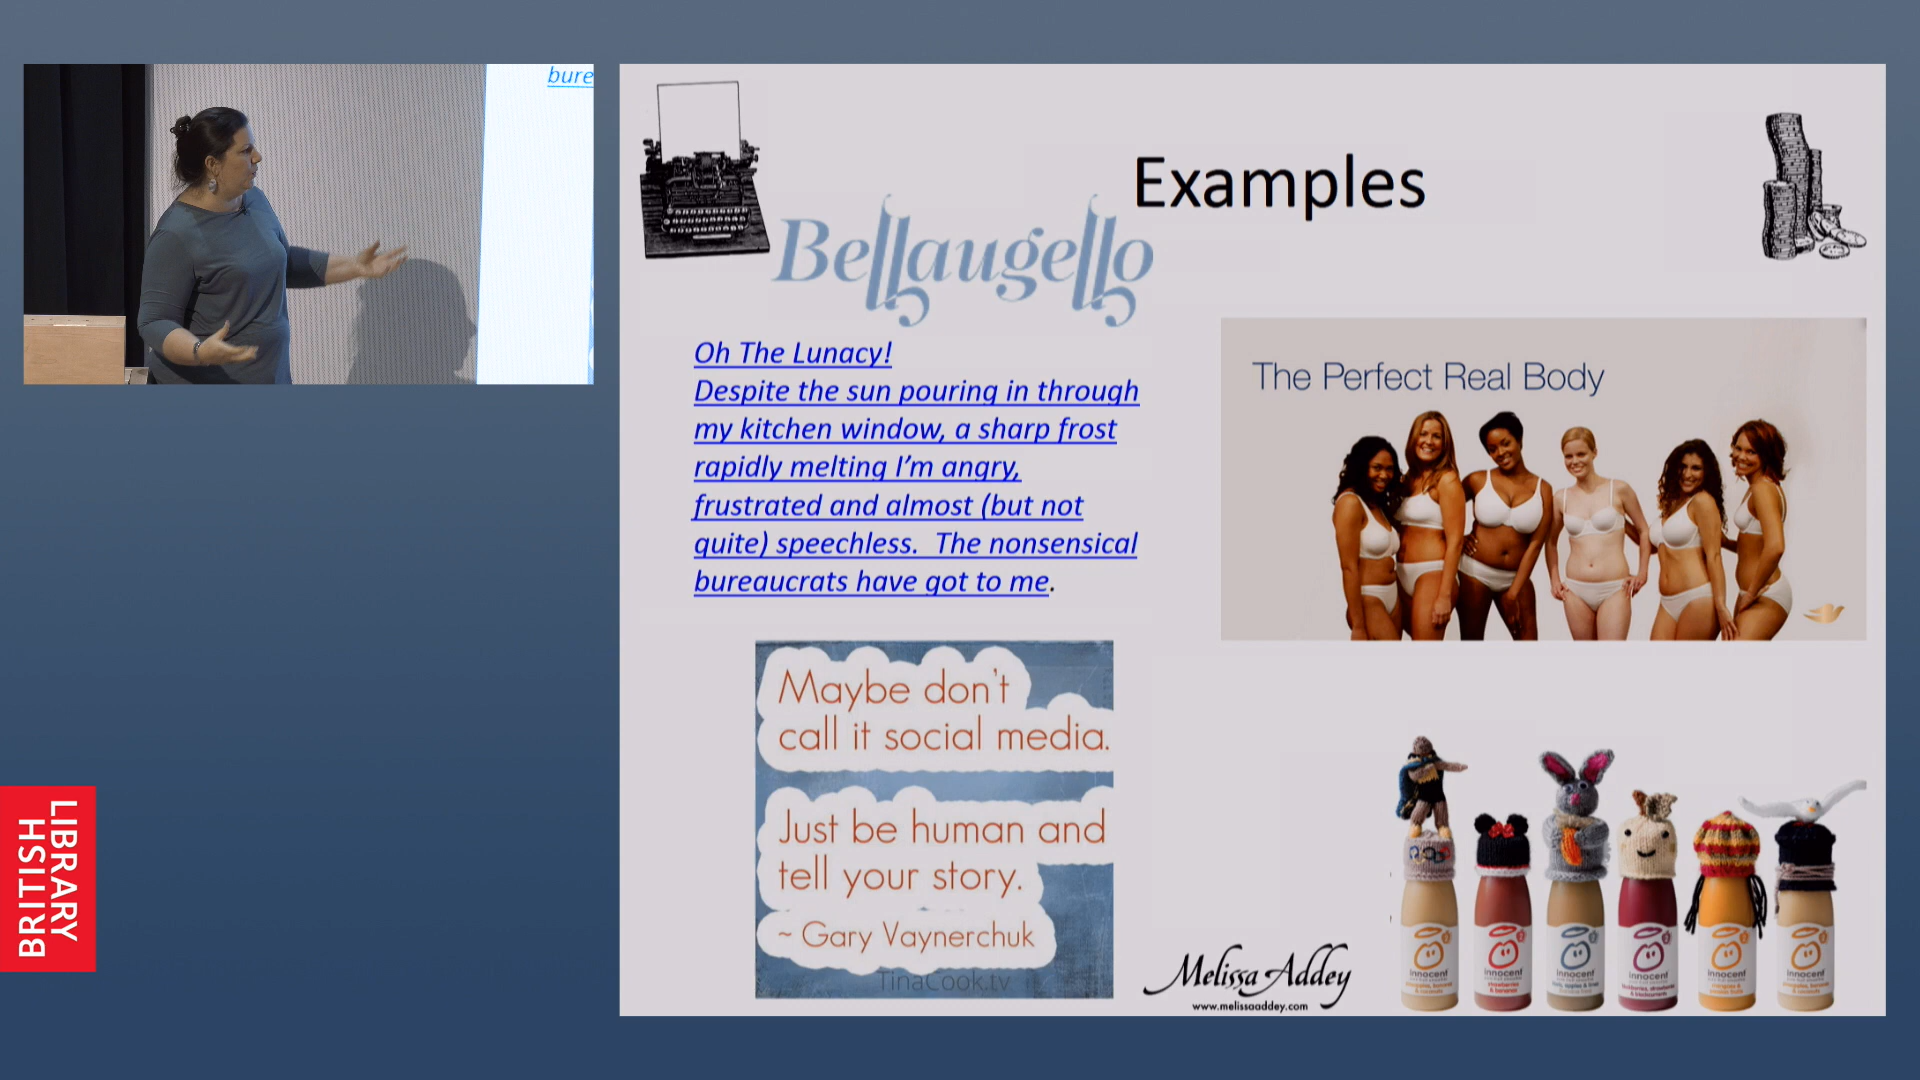 bure
Examples
Bellaugello
Oh The Lunacy!
Despite the sun pouring in through
my kitchen window, a sharp frost
rapidly melting I'm angry,
frustrated and almost (but not
quite) speechless.  The nonsensical
bureaucrats have got to me.
The Perfect Real Body
Maybe don't
call it social media.
Just be human and
tell your story.
~ Gary Vaynerchuk
TinaCook.tv
Melissa Addey
www.melissaaddey.com
innocent
innocent
innocent
innocent
innocent
innocent
BRITISH
LIBRARY